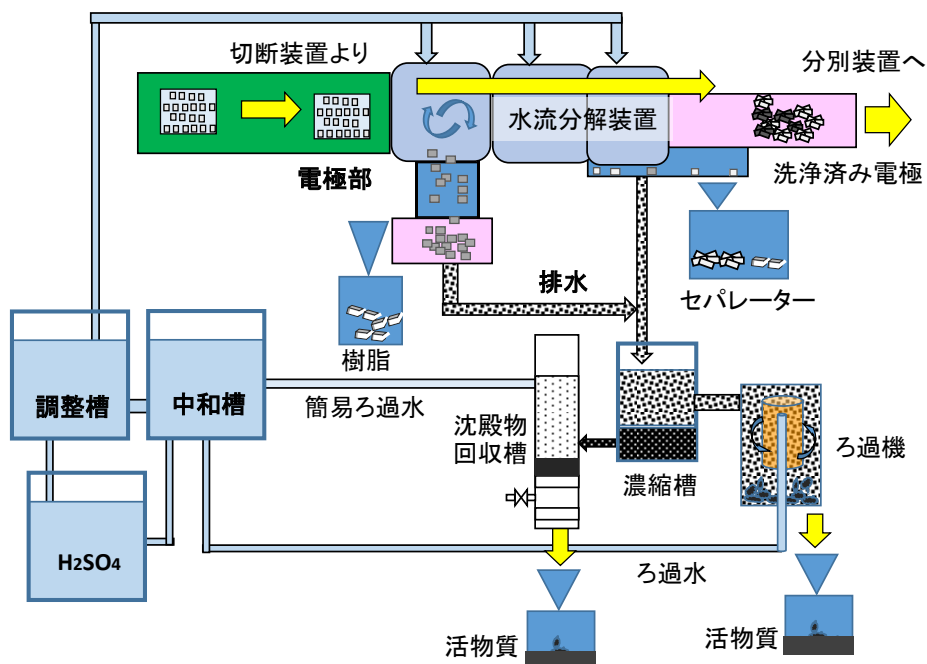 切断装置より
分別装置へ
水流分解装置
電極部
洗浄済み電極
排水
セパレーター
樹脂
調整槽
中和槽
簡易ろ過水
沈殿物
回収槽
濃縮槽
ろ過機
H2SO4
ろ過水
活物質
活物質